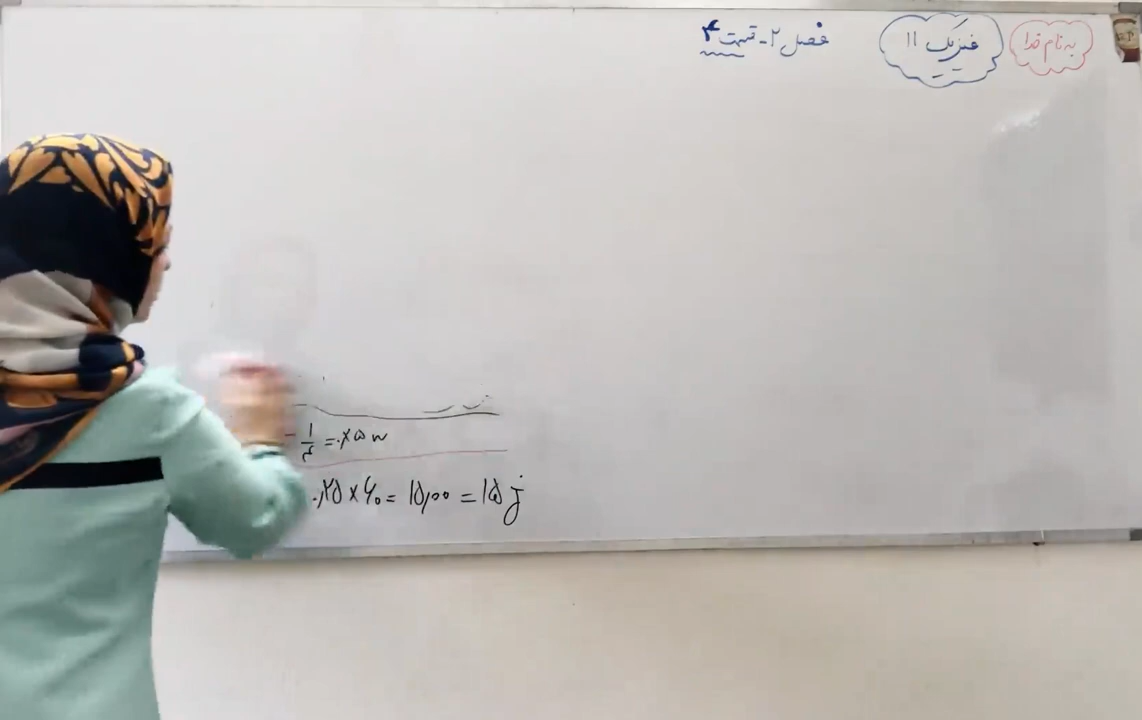 به نام خدا
فیزیک ۱۱
فصل ۲ - قسمت ۴
۱/۴ = ۰٫۲۵ w
۰٫۲۵ × ۶۰ = ۱۵٫۰۰ = ۱۵ j